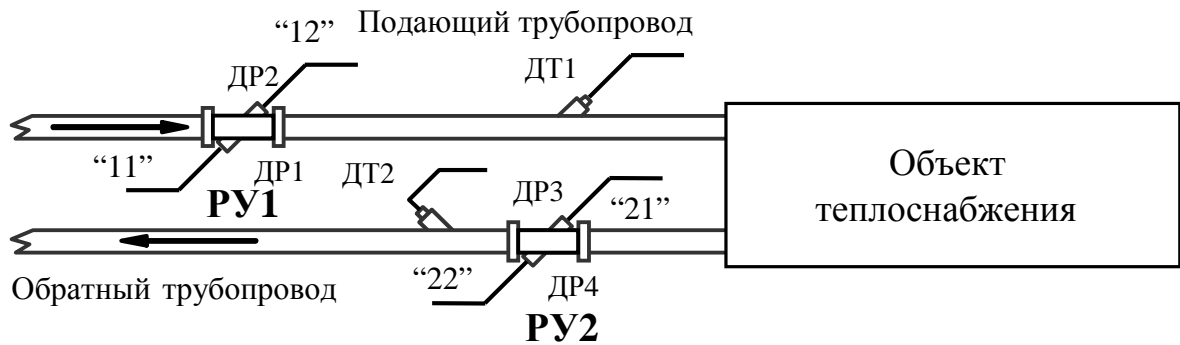 “12”
Подающий трубопровод
ДР2
ДТ1
“11”
ДР1
РУ1
ДТ2
ДР3
“21”
Объект
теплоснабжения
“22”
ДР4
Обратный трубопровод
РУ2